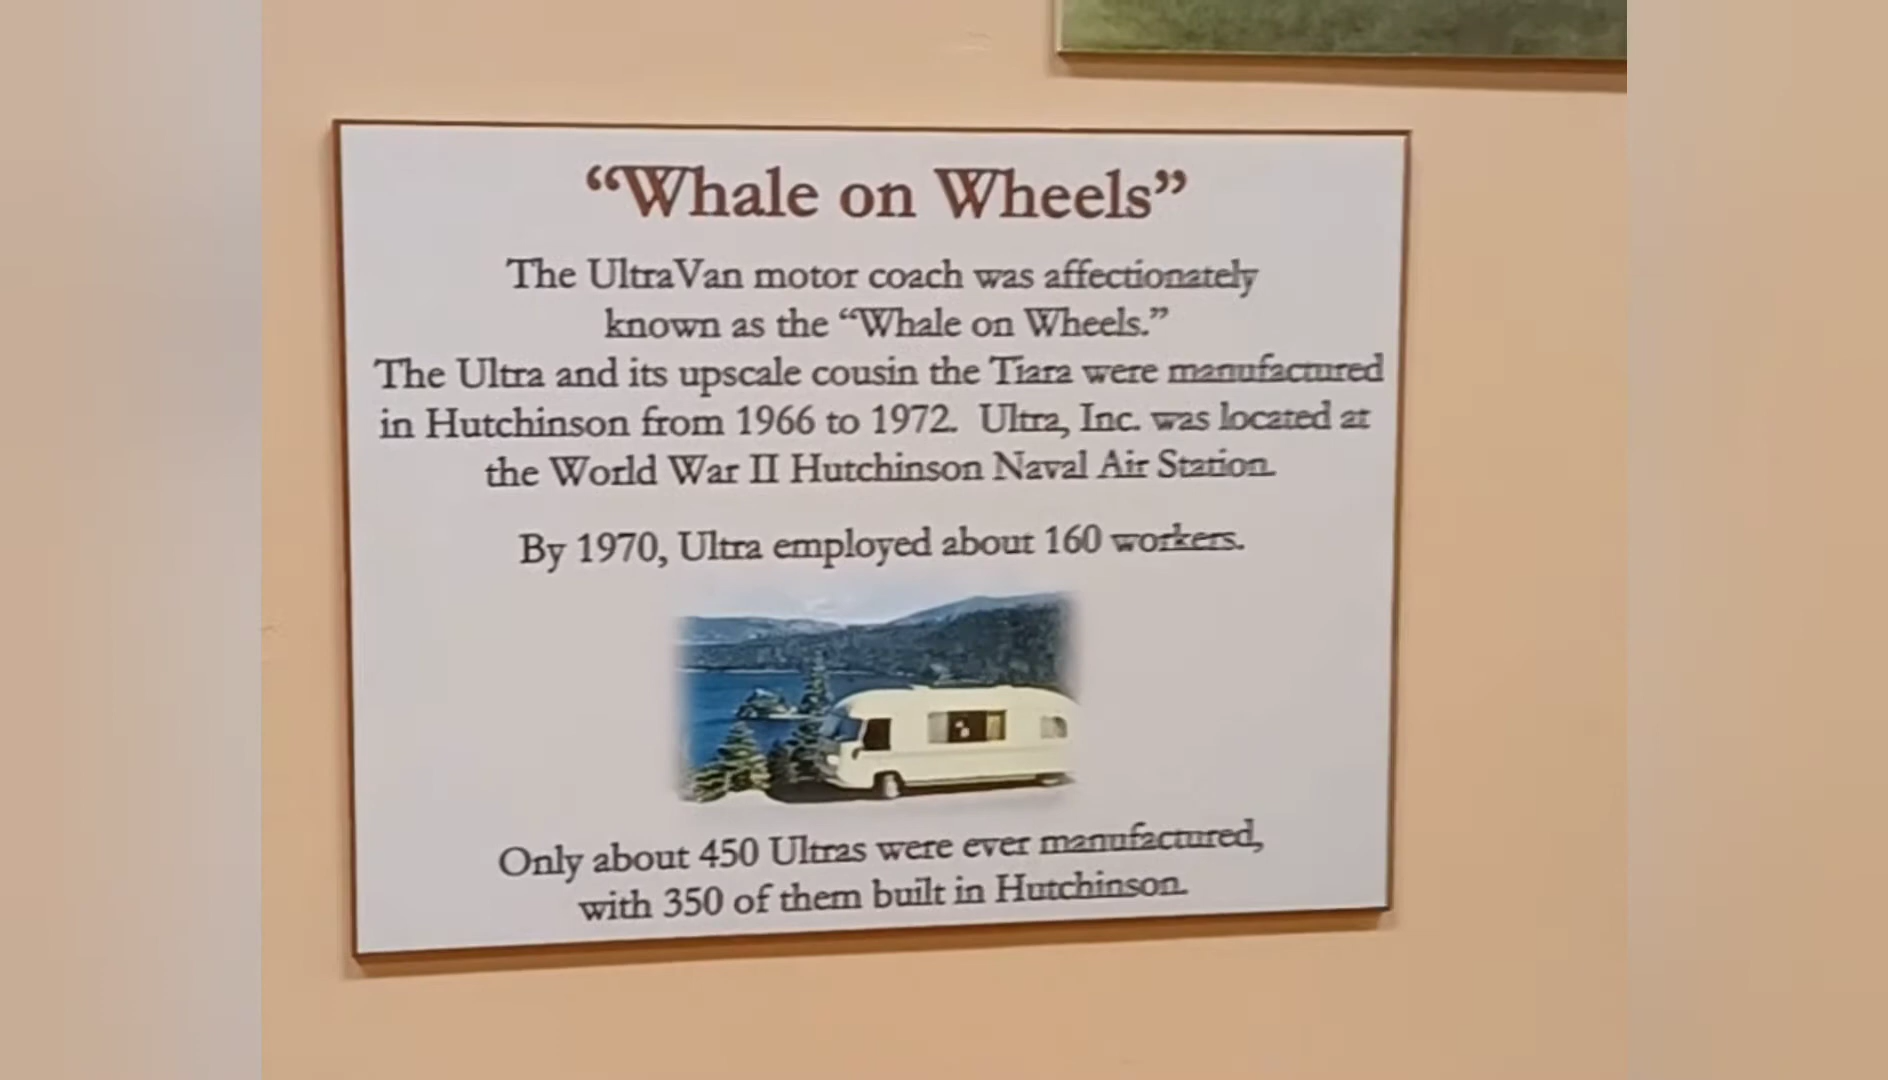 “Whale on Wheels”
The UltraVan motor coach was affectionately
known as the “Whale on Wheels.”
The Ultra and its upscale cousin the Tiara were manufactured
in Hutchinson from 1966 to 1972. Ultra, Inc. was located at
the World War II Hutchinson Naval Air Station.
By 1970, Ultra employed about 160 workers.
Only about 450 Ultras were ever manufactured,
with 350 of them built in Hutchinson.